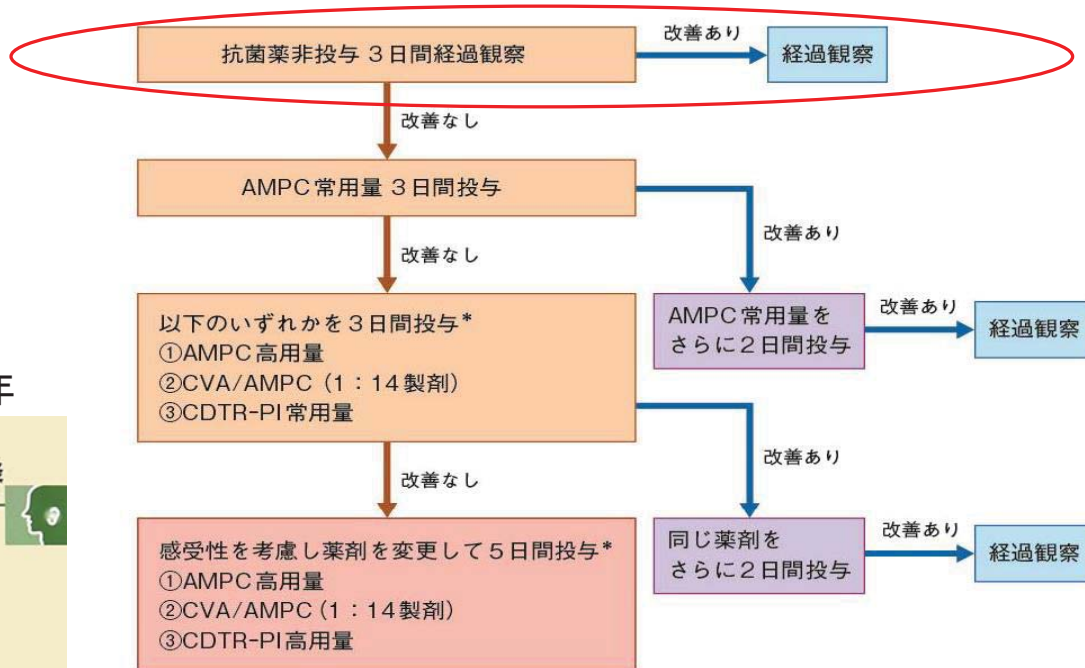 抗菌薬非投与 3日間経過観察
改善あり
経過観察
改善なし
AMPC常用量 3日間投与
改善あり
改善なし
以下のいずれかを3日間投与*
①AMPC高用量
②CVA/AMPC（1：14製剤）
③CDTR-PI常用量
AMPC常用量を
さらに2日間投与
改善あり
経過観察
年
改善あり
改善なし
感受性を考慮し薬剤を変更して5日間投与*
①AMPC高用量
②CVA/AMPC（1：14製剤）
③CDTR-PI高用量
同じ薬剤を
さらに2日間投与
改善あり
経過観察